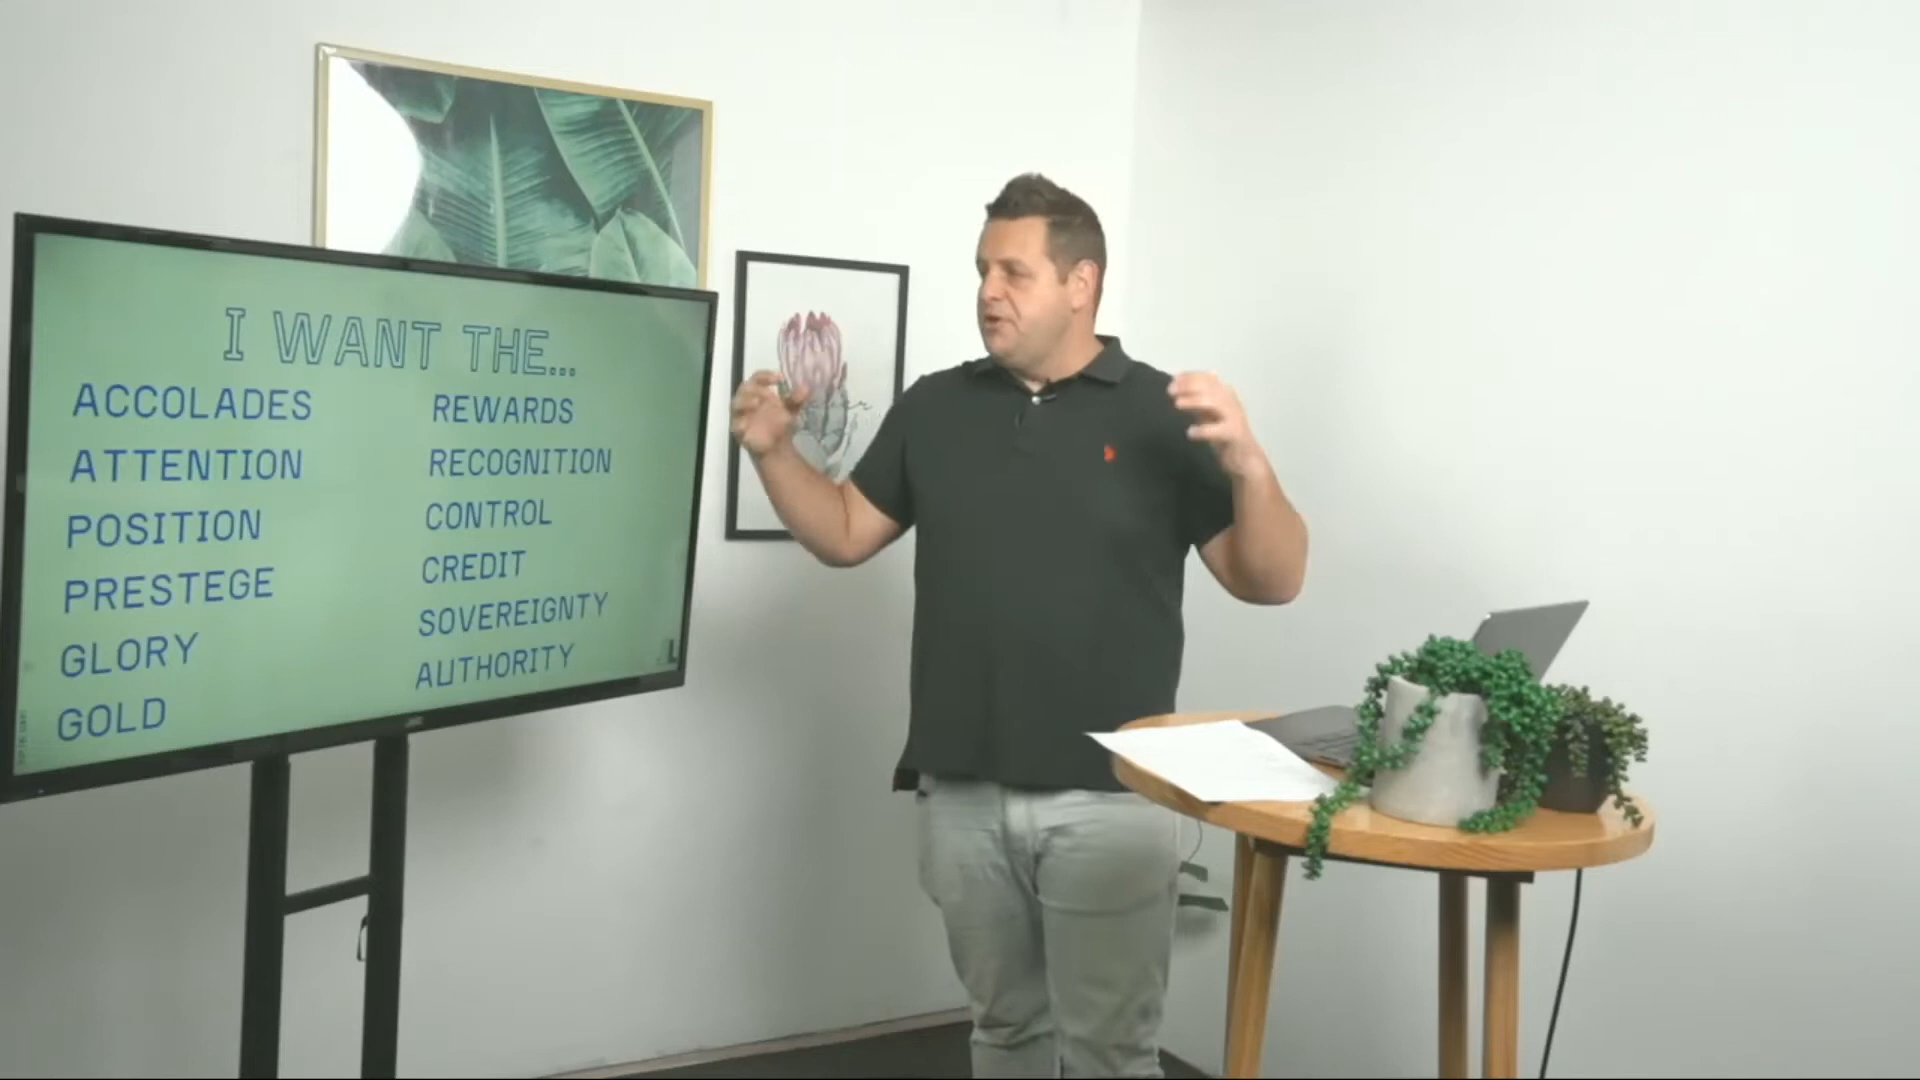 I WANT THE...
ACCOLADES
ATTENTION
POSITION
PRESTEGE
GLORY
GOLD
REWARDS
RECOGNITION
CONTROL
CREDIT
SOVEREIGNTY
AUTHORITY